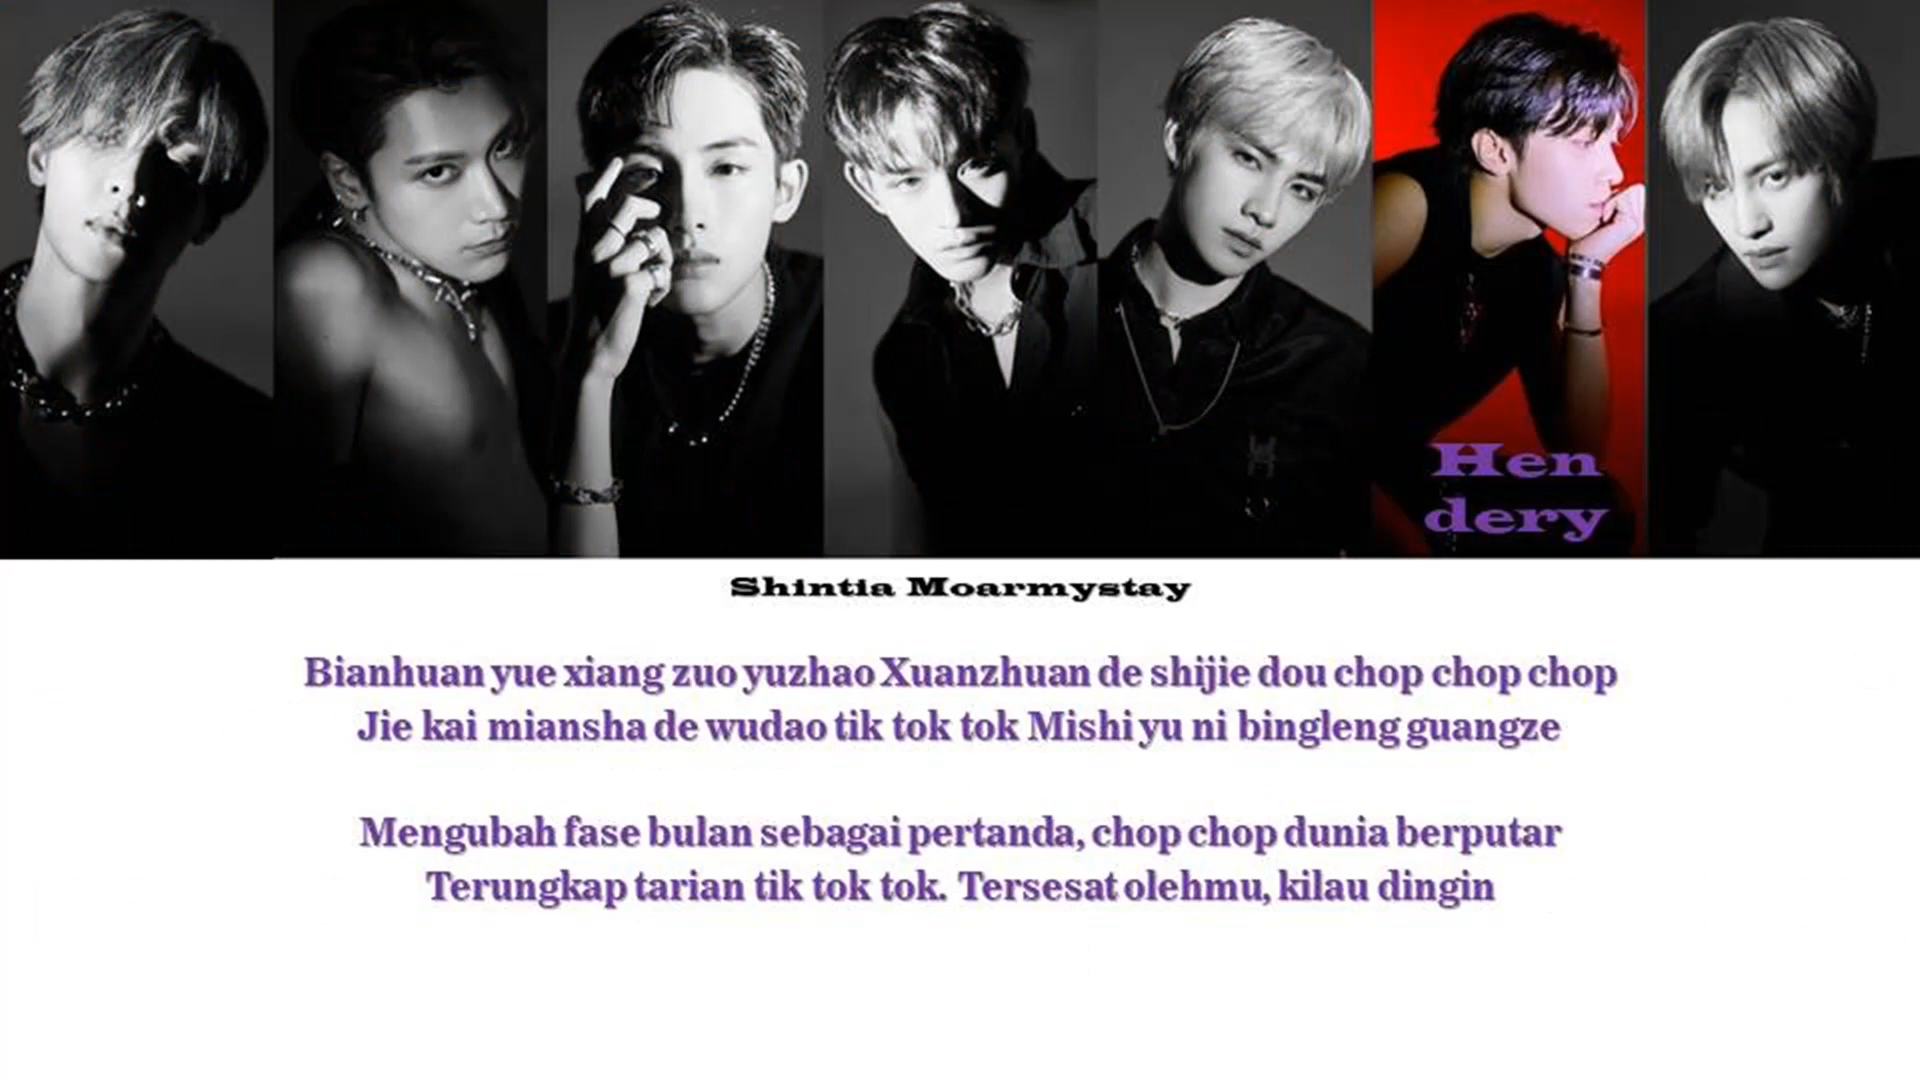 Hen
dery
Shintia Moarmystay
Bianhuan yue xiang zuo yuzhao Xuanzhuan de shijie dou chop chop chop
Jie kai miansha de wudao tik tok tok Mishi yu ni bingleng guangze
Mengubah fase bulan sebagai pertanda, chop chop dunia berputar
Terungkap tarian tik tok tok. Tersesat olehmu, kilau dingin